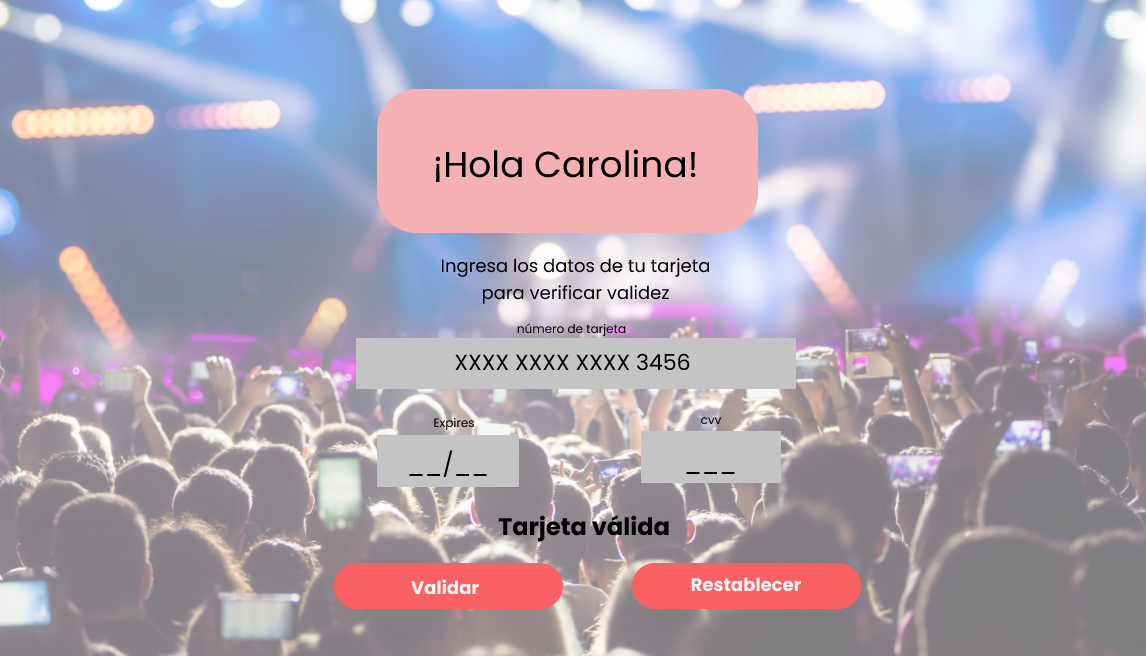 ¡Hola Carolina!
Ingresa los datos de tu tarjeta
para verificar validez
número de tarjeta
XXXX XXXX XXXX 3456
Expires
cvv
__/__
___
Tarjeta válida
Validar
Restablecer